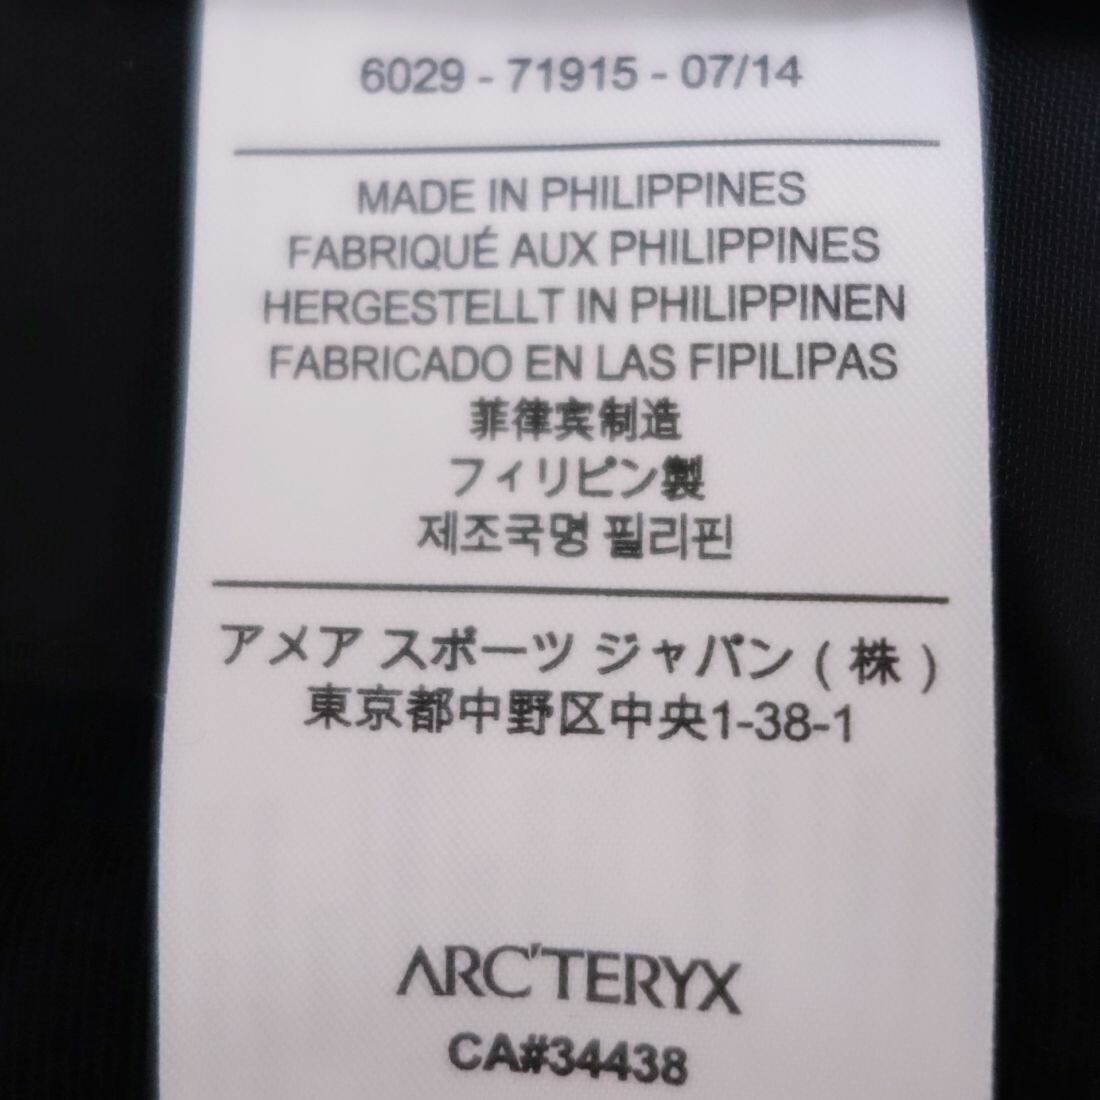 6029 - 71915 - 07/14
MADE IN PHILIPPINES
FABRIQUÉ AUX PHILIPPINES
HERGESTELLT IN PHILIPPINEN
FABRICADO EN LAS FIPILIPAS
菲律宾制造
フィリピン製
제조국명 필리핀
アメア スポーツ ジャパン ( 株 )
東京都中野区中央1-38-1
ARC'TERYX
CA#34438